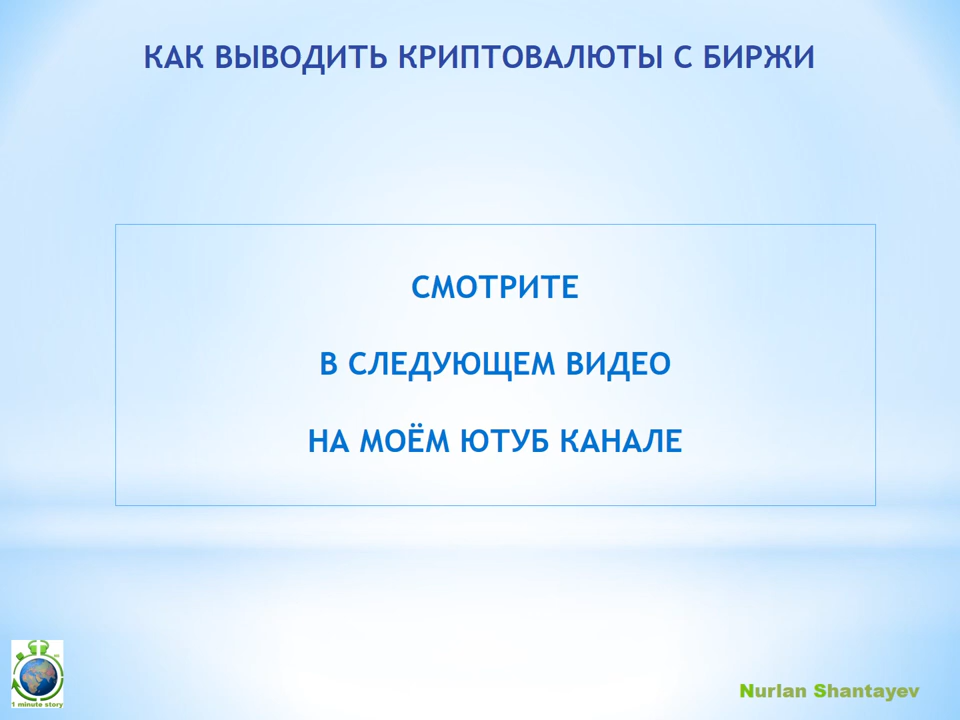 КАК ВЫВОДИТЬ КРИПТОВАЛЮТЫ С БИРЖИ
СМОТРИТЕ
В СЛЕДУЮЩЕМ ВИДЕО
НА МОЁМ ЮТУБ КАНАЛЕ
1 minute story
Nurlan Shantayev